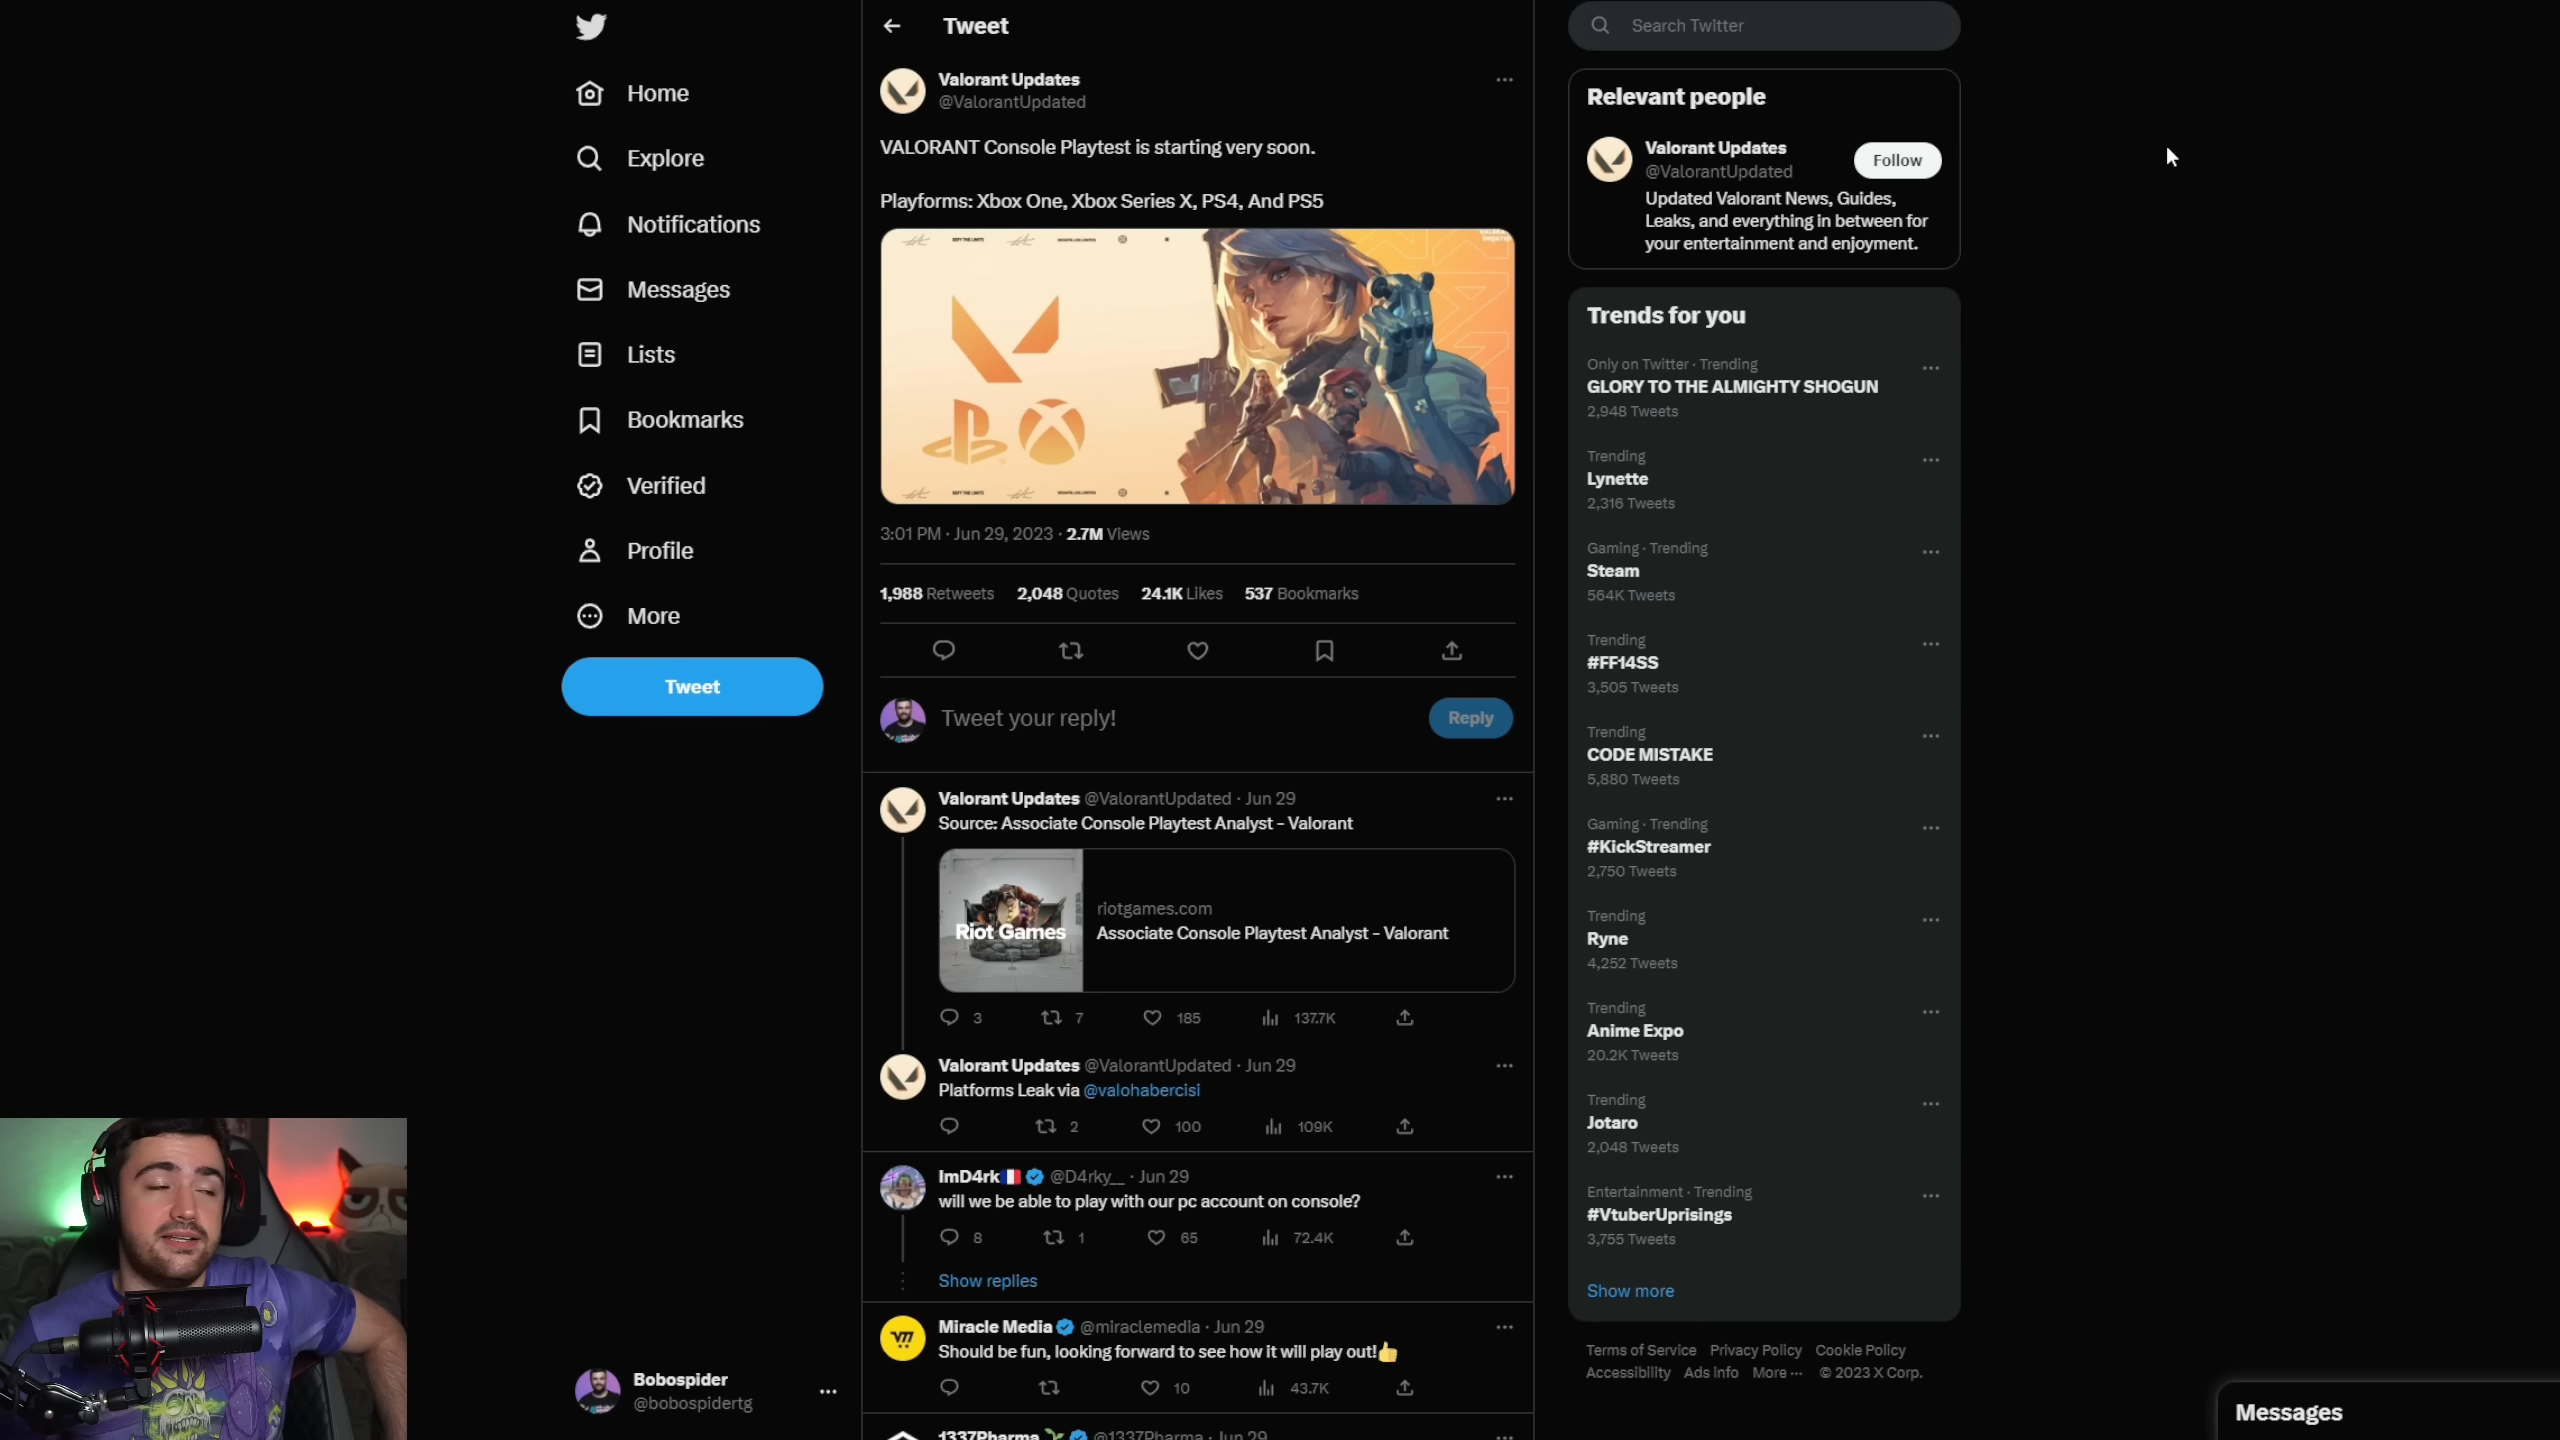 Home
Explore
Notifications
Messages
Lists
Bookmarks
Verified
Profile
More
Tweet
Bobospider
@bobospidertg
Tweet
Valorant Updates
@ValorantUpdated
VALORANT Console Playtest is starting very soon.
Playforms: Xbox One, Xbox Series X, PS4, And PS5
3:01 PM · Jun 29, 2023 · 2.7M Views
1,988 Retweets 2,048 Quotes 24.1K Likes 537 Bookmarks
Tweet your reply!
Reply
Valorant Updates @ValorantUpdated · Jun 29
Source: Associate Console Playtest Analyst - Valorant
Riot Games
riotgames.com
Associate Console Playtest Analyst - Valorant
3 7 185 137.7K
Valorant Updates @ValorantUpdated · Jun 29
Platforms Leak via @valohabercisi
2 100 109K
ImD4rk🇫🇷 @D4rky__ · Jun 29
will we be able to play with our pc account on console?
8 1 65 72.4K
Show replies
Miracle Media @miraclemedia · Jun 29
Should be fun, looking forward to see how it will play out!👍
10 43.7K
1337Pharma @1337Pharma · Jun 29
Search Twitter
Relevant people
Valorant Updates
@ValorantUpdated
Follow
Updated Valorant News, Guides,
Leaks, and everything in between for
your entertainment and enjoyment.
Trends for you
Only on Twitter · Trending
GLORY TO THE ALMIGHTY SHOGUN
2,948 Tweets
Trending
Lynette
2,316 Tweets
Gaming · Trending
Steam
564K Tweets
Trending
#FF14SS
3,505 Tweets
Trending
CODE MISTAKE
5,880 Tweets
Gaming · Trending
#KickStreamer
2,750 Tweets
Trending
Ryne
4,252 Tweets
Trending
Anime Expo
20.2K Tweets
Trending
Jotaro
2,048 Tweets
Entertainment · Trending
#VtuberUprisings
3,755 Tweets
Show more
Terms of Service Privacy Policy Cookie Policy
Accessibility Ads info More ··· © 2023 X Corp.
Messages